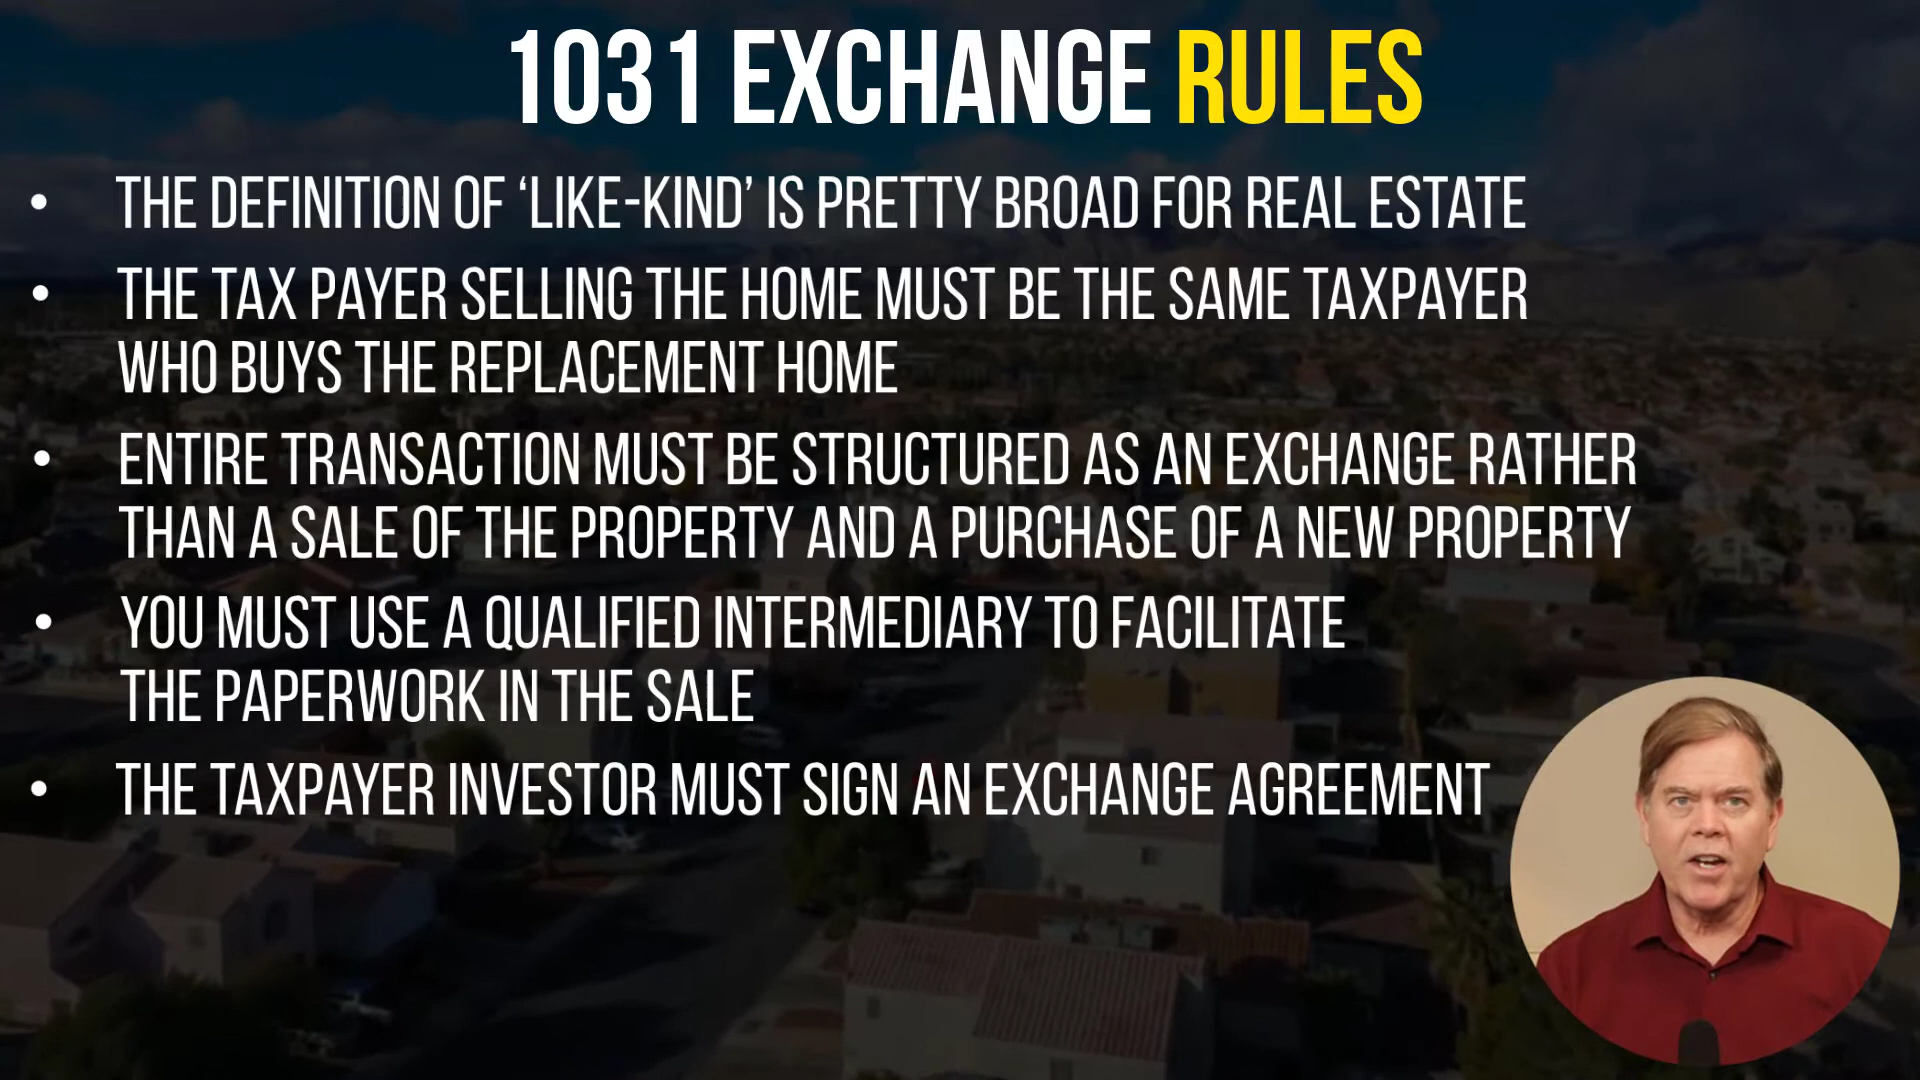 1031 EXCHANGE RULES
• THE DEFINITION OF ‘LIKE-KIND’ IS PRETTY BROAD FOR REAL ESTATE
• THE TAX PAYER SELLING THE HOME MUST BE THE SAME TAXPAYER
WHO BUYS THE REPLACEMENT HOME
• ENTIRE TRANSACTION MUST BE STRUCTURED AS AN EXCHANGE RATHER
THAN A SALE OF THE PROPERTY AND A PURCHASE OF A NEW PROPERTY
• YOU MUST USE A QUALIFIED INTERMEDIARY TO FACILITATE
THE PAPERWORK IN THE SALE
• THE TAXPAYER INVESTOR MUST SIGN AN EXCHANGE AGREEMENT